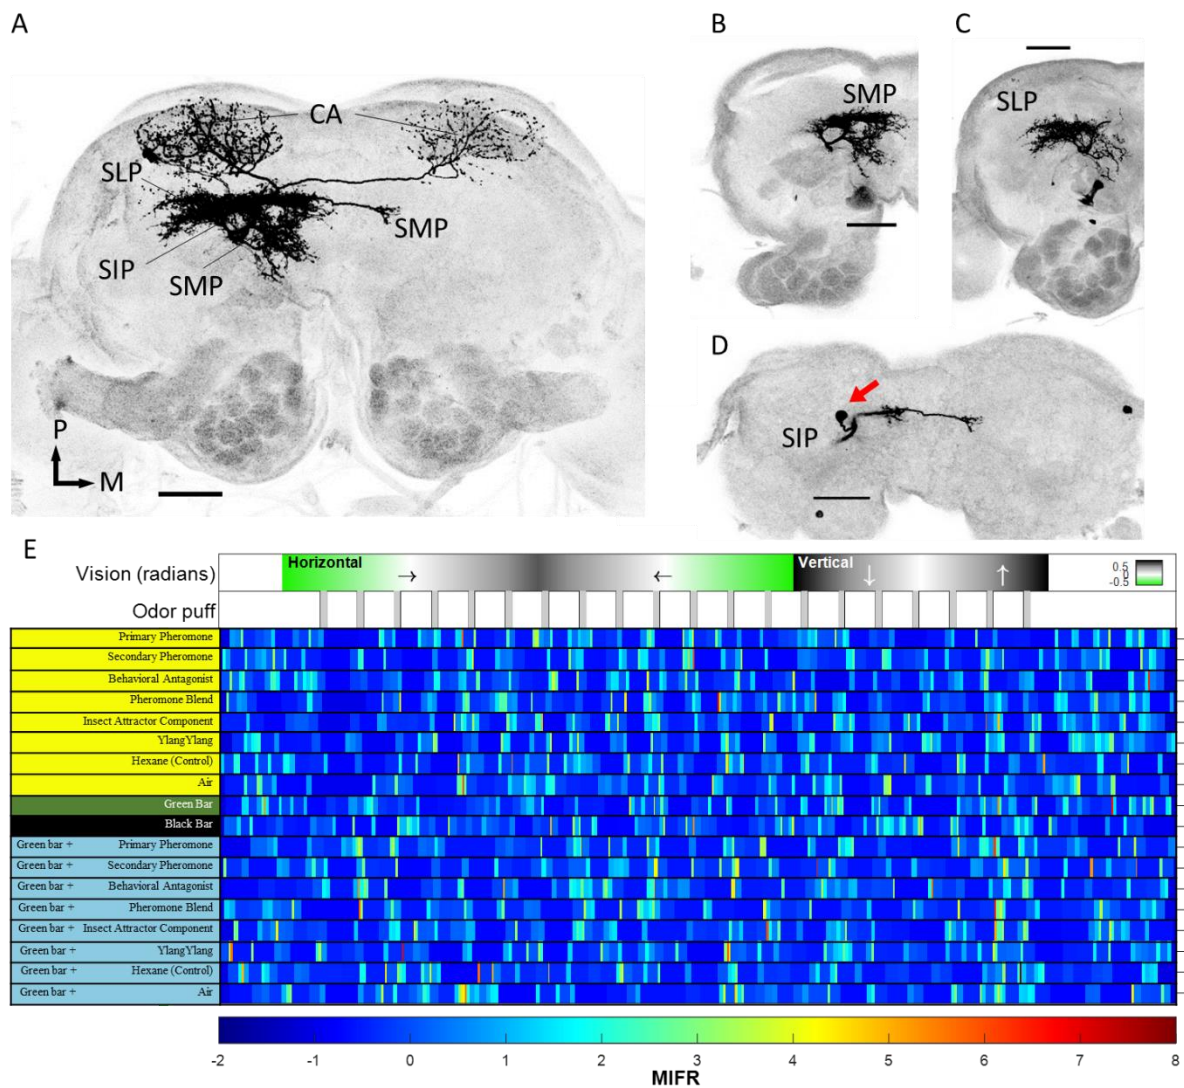 A
B
C
CA
SLP
SMP
SIP
SMP
P
M
SMP
SLP
D
SIP
E
Vision (radians)
Horizontal → ← Vertical ↓ ↑
0.5
0
-0.5
Odor puff
Primary Pheromone
Secondary Pheromone
Behavioral Antagonist
Pheromone Blend
Insect Attractor Component
YlangYlang
Hexane (Control)
Air
Green Bar
Black Bar
Green bar + Primary Pheromone
Green bar + Secondary Pheromone
Green bar + Behavioral Antagonist
Green bar + Pheromone Blend
Green bar + Insect Attractor Component
Green bar + YlangYlang
Green bar + Hexane (Control)
Green bar + Air
-2 -1 0 1 2 3 4 5 6 7 8
MIFR